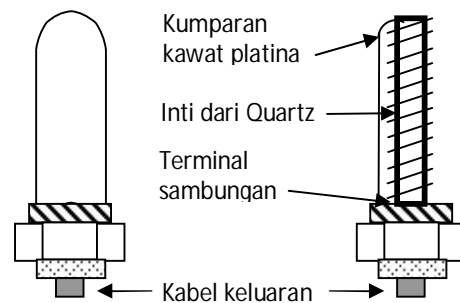 Kumparan
kawat platina
Inti dari Quartz
Terminal
sambungan
Kabel keluaran